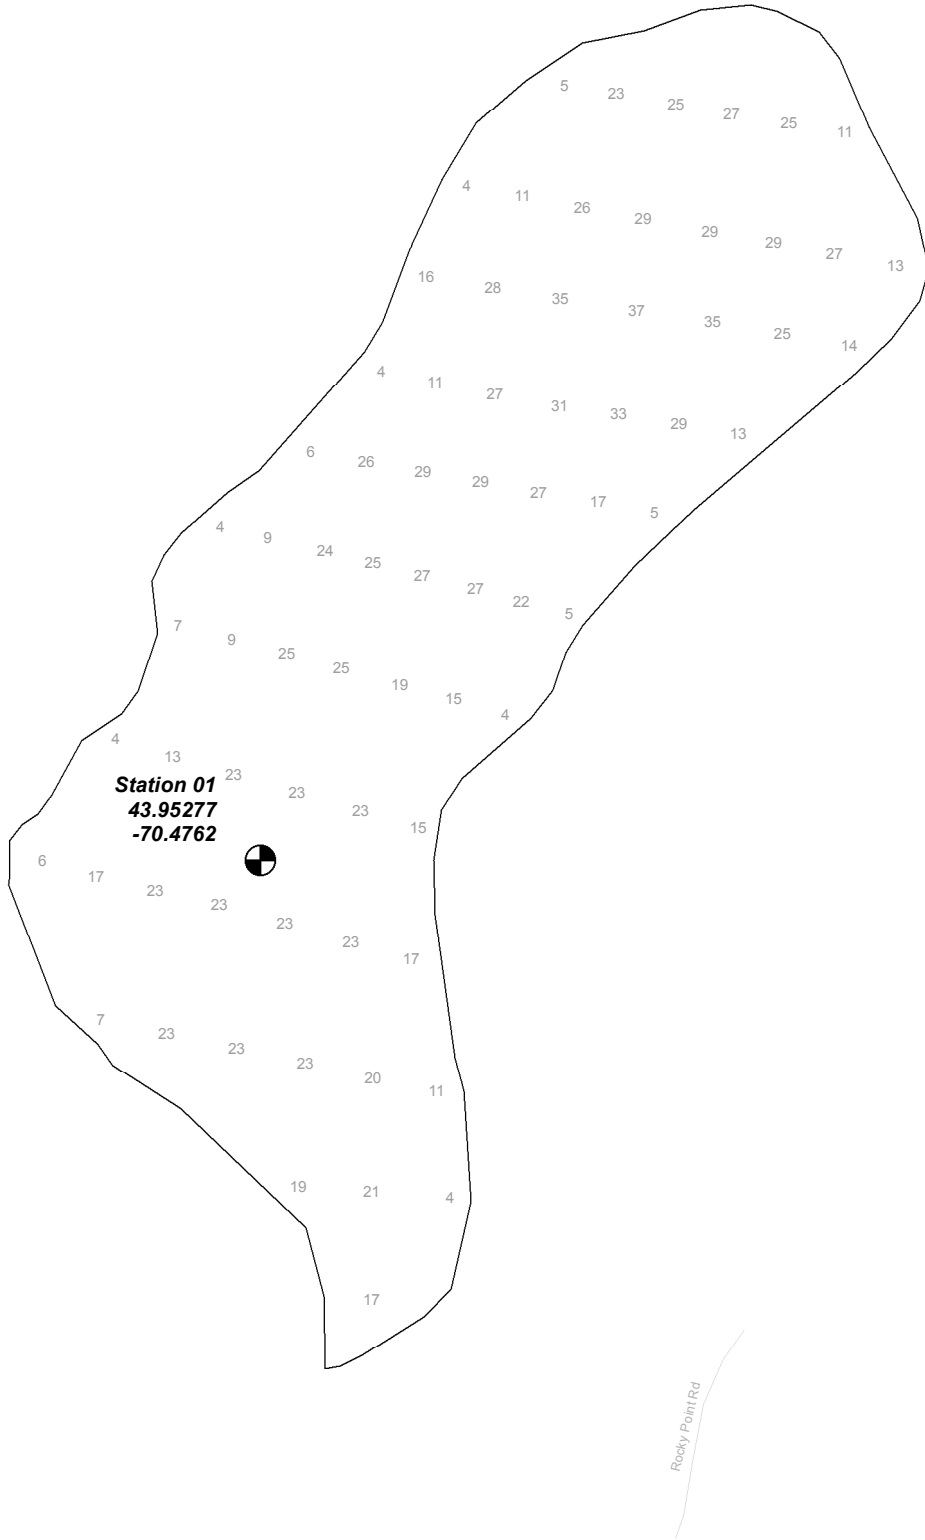 5 23 25 27 25 11
4 11 26 29 29 29 27 13
16 28 35 37 35 25 14
4 11 27 31 33 29 13
6 26 29 29 27 17 5
4 9 24 25 27 27 22 5
7 9 25 25 19 15 4
4 13 23 23 23 15
Station 01
43.95277
-70.4762
6 17 23 23 23 23 17
7 23 23 23 20 11
19 21 4
17
Rocky Point Rd